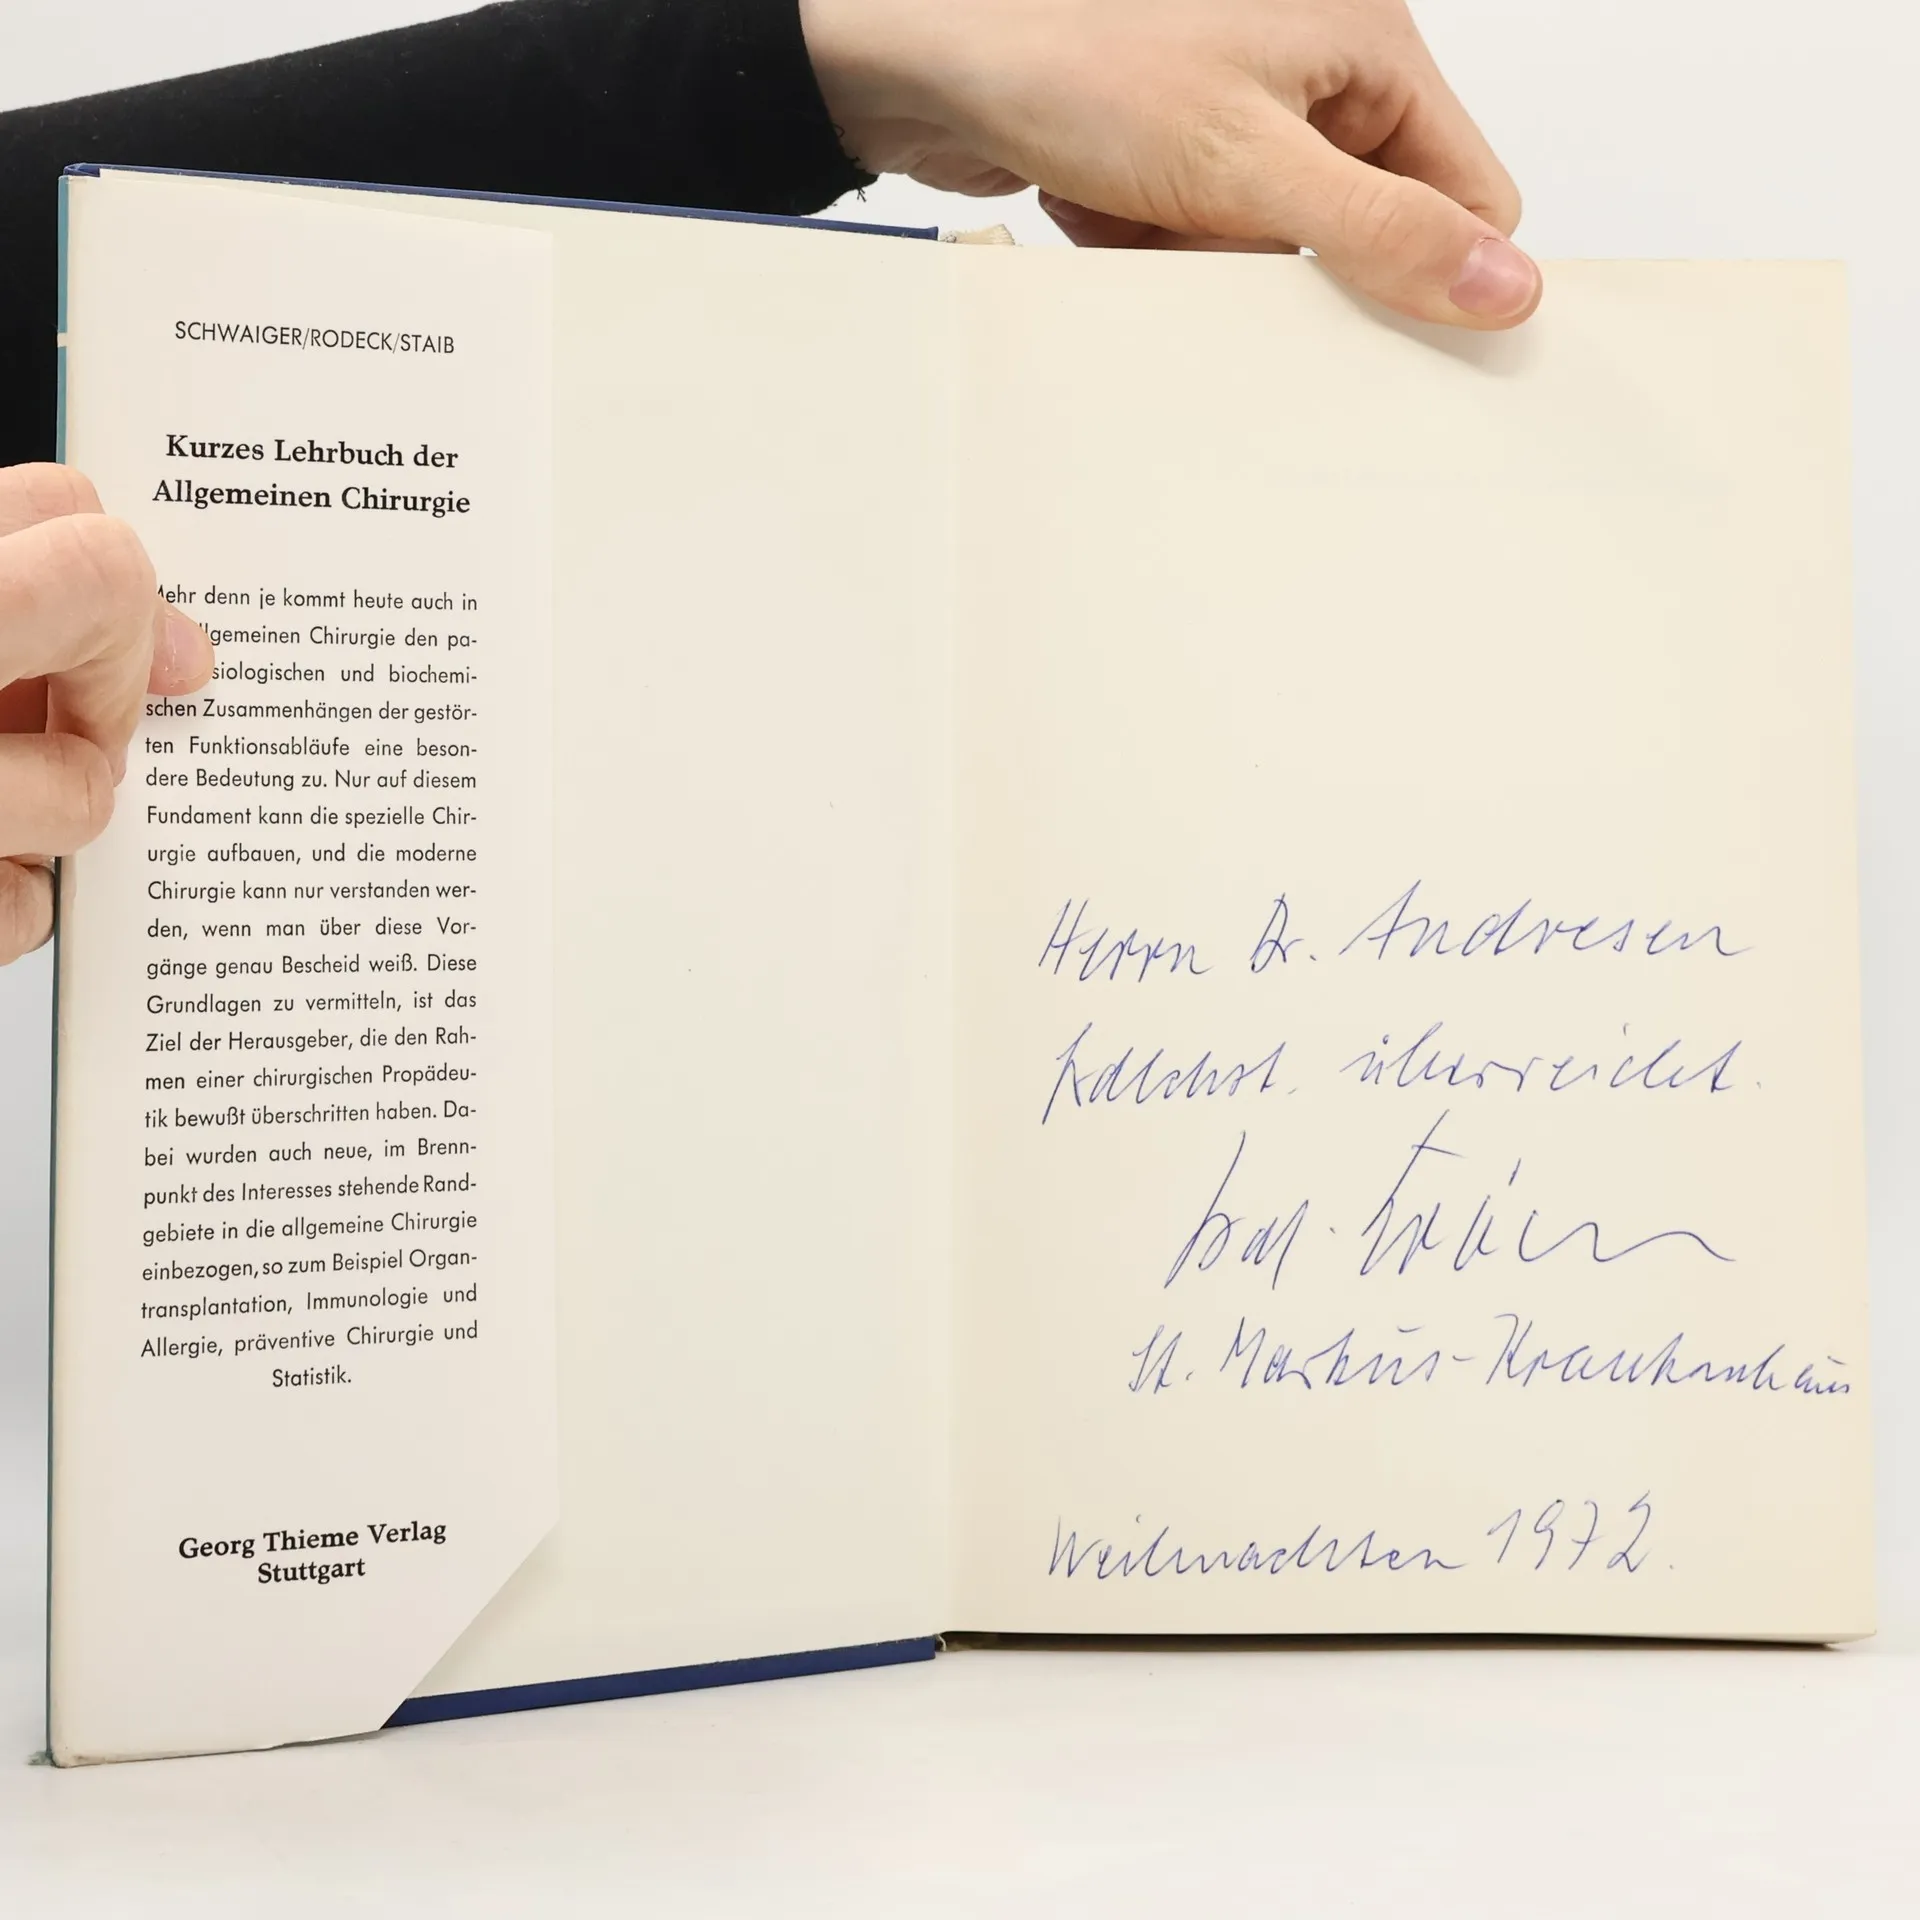 SCHWAIGER/RODECK/STAIB
Kurzes Lehrbuch der
Allgemeinen Chirurgie
Mehr denn je kommt heute auch in
llgemeinen Chirurgie den pa-
siologischen und biochemi-
schen Zusammenhängen der gestör-
ten Funktionsabläufe eine beson-
dere Bedeutung zu. Nur auf diesem
Fundament kann die spezielle Chir-
urgie aufbauen, und die moderne
Chirurgie kann nur verstanden wer-
den, wenn man über diese Vor-
gänge genau Bescheid weiß. Diese
Grundlagen zu vermitteln, ist das
Ziel der Herausgeber, die den Rah-
men einer chirurgischen Propädeu-
tik bewußt überschritten haben. Da-
bei wurden auch neue, im Brenn-
punkt des Interesses stehende Rand-
gebiete in die allgemeine Chirurgie
einbezogen, so zum Beispiel Organ-
transplantation, Immunologie und
Allergie, präventive Chirurgie und
Statistik.
Georg Thieme Verlag
Stuttgart
Herrn Dr. Andresen
überreicht.
Prof.
St. Markus-Krankenhaus
Weihnachten 1972.